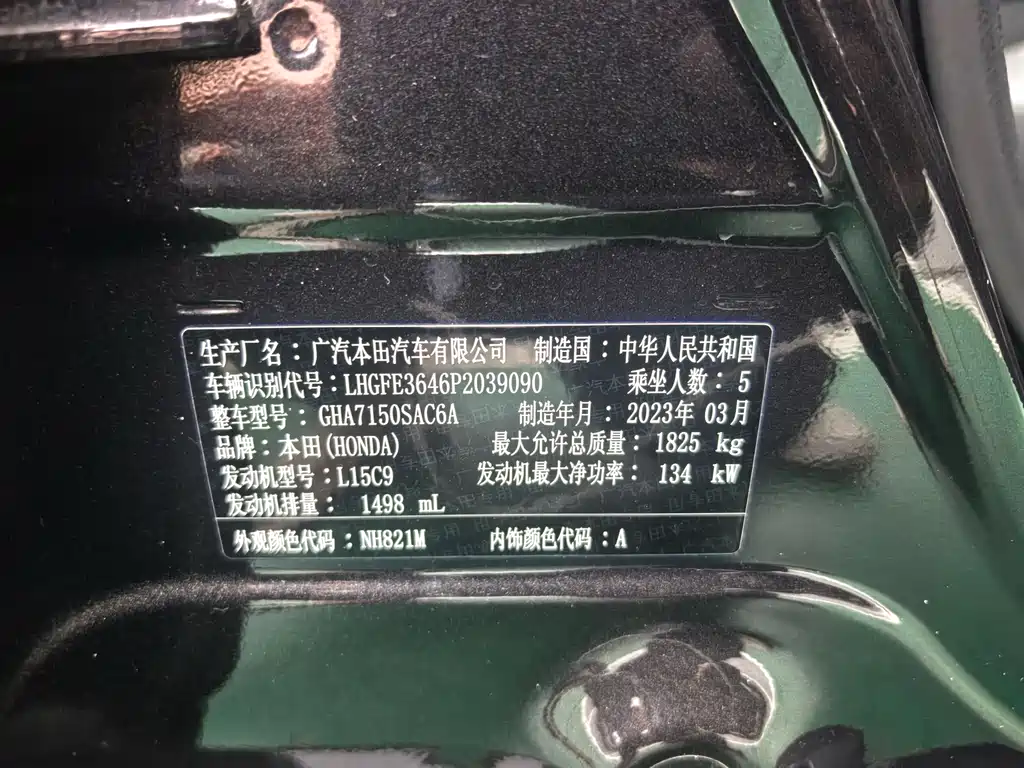 生产厂名：广汽本田汽车有限公司 制造国：中华人民共和国
车辆识别代号：LHGFE3646P2039090 乘坐人数：5
整车型号：GHA7150SAC6A 制造年月：2023年 03月
品牌：本田(HONDA) 最大允许总质量：1825 kg
发动机型号：L15C9 发动机最大净功率：134 kW
发动机排量：1498 mL
外观颜色代码：NH821M 内饰颜色代码：A